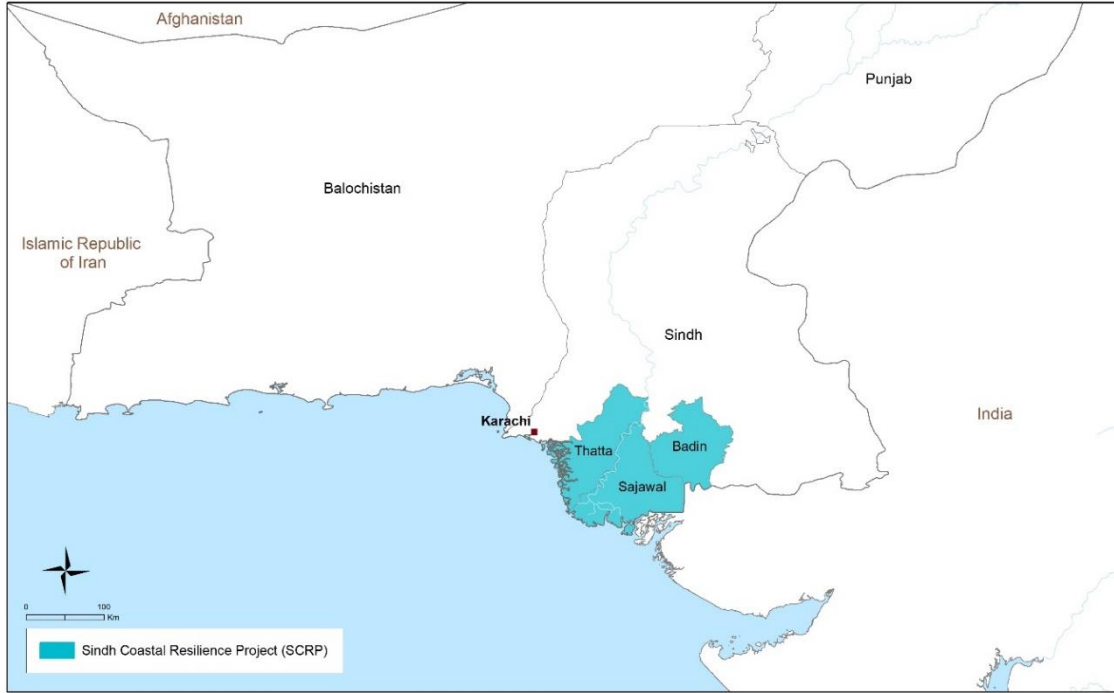 Afghanistan
Punjab
Balochistan
Islamic Republic
of Iran
Sindh
Karachi
India
Thatta
Badin
Sajawal
0
100
Km
Sindh Coastal Resilience Project (SCRP)